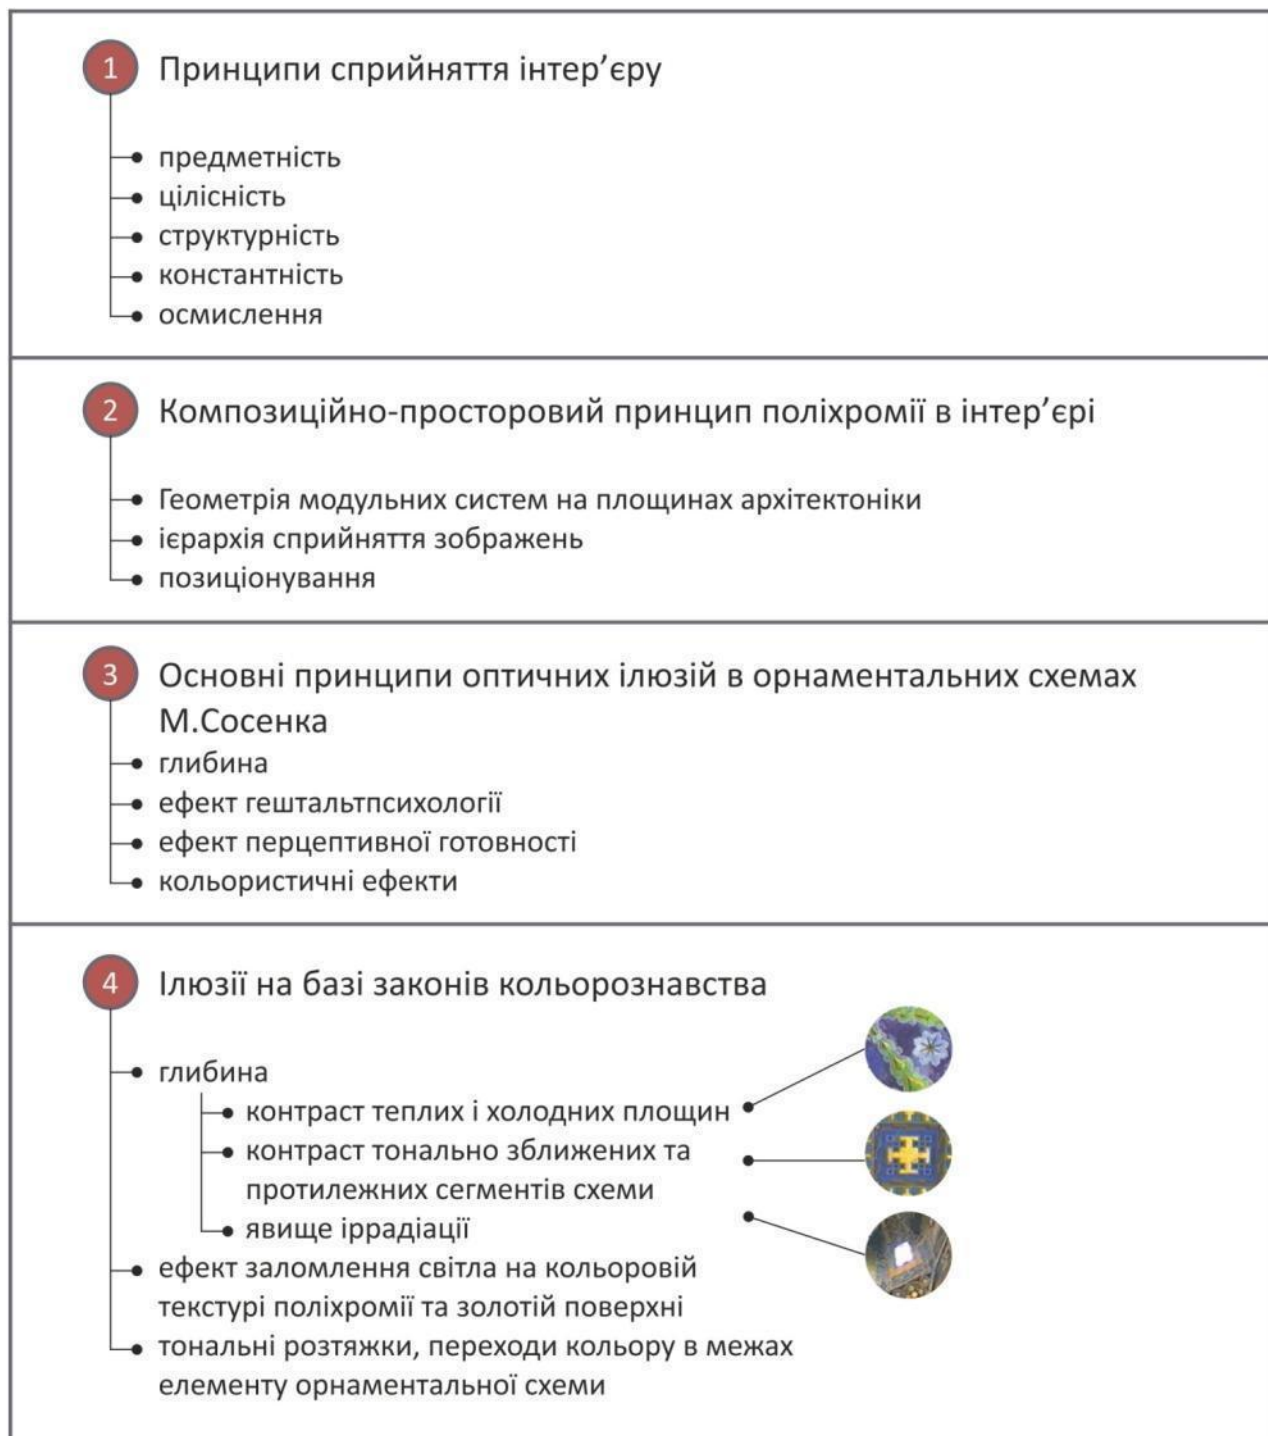 1 Принципи сприйняття інтер’єру
предметність
цілісність
структурність
константність
осмислення
2 Композиційно-просторовий принцип поліхромії в інтер’єрі
Геометрія модульних систем на площинах архітектоніки
ієрархія сприйняття зображень
позиціонування
3 Основні принципи оптичних ілюзій в орнаментальних схемах
М.Сосенка
глибина
ефект гештальтпсихології
ефект перцептивної готовності
кольористичні ефекти
4 Ілюзії на базі законів кольорознавства
глибина
контраст теплих і холодних площин
контраст тонально зближених та
протилежних сегментів схеми
явище іррадіації
ефект заломлення світла на кольоровій
текстурі поліхромії та золотій поверхні
тональні розтяжки, переходи кольору в межах
елементу орнаментальної схеми